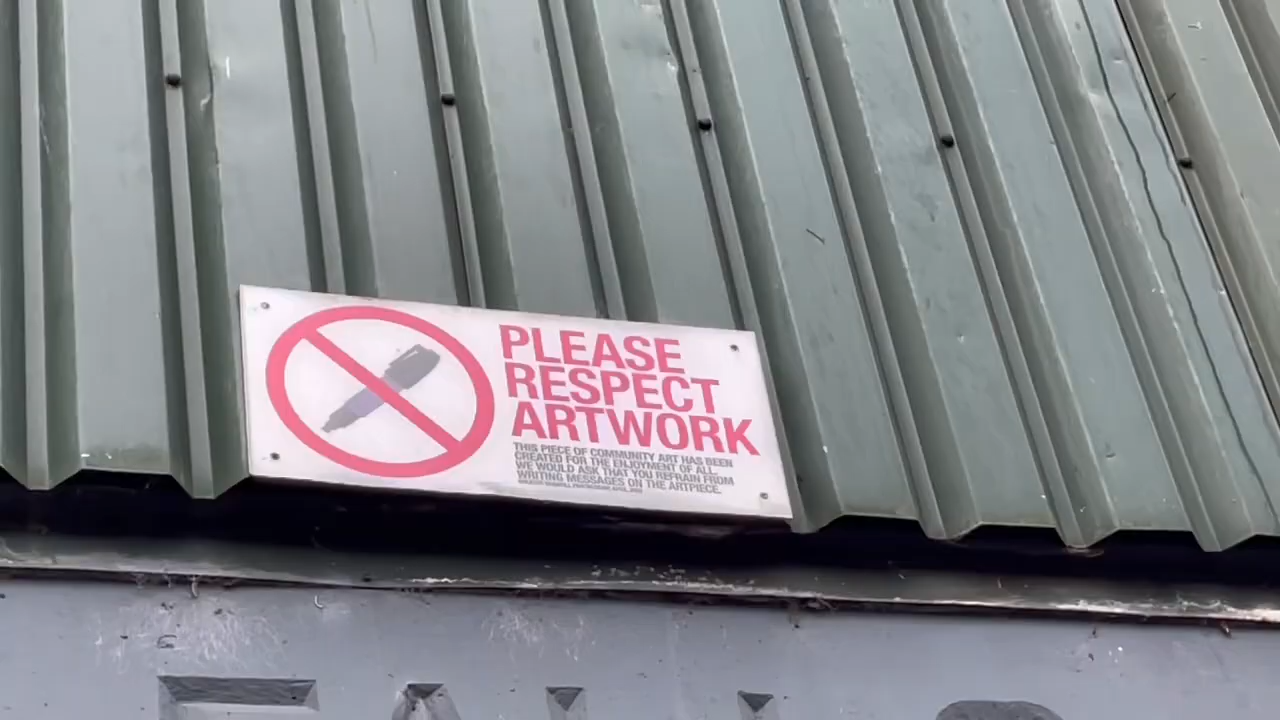 PLEASE
RESPECT
ARTWORK
THIS PIECE OF COMMUNITY ART HAS BEEN
CREATED FOR THE ENJOYMENT OF ALL.
WE WOULD ASK THAT YOU REFRAIN FROM
WRITING MESSAGES ON THE ARTPIECE.